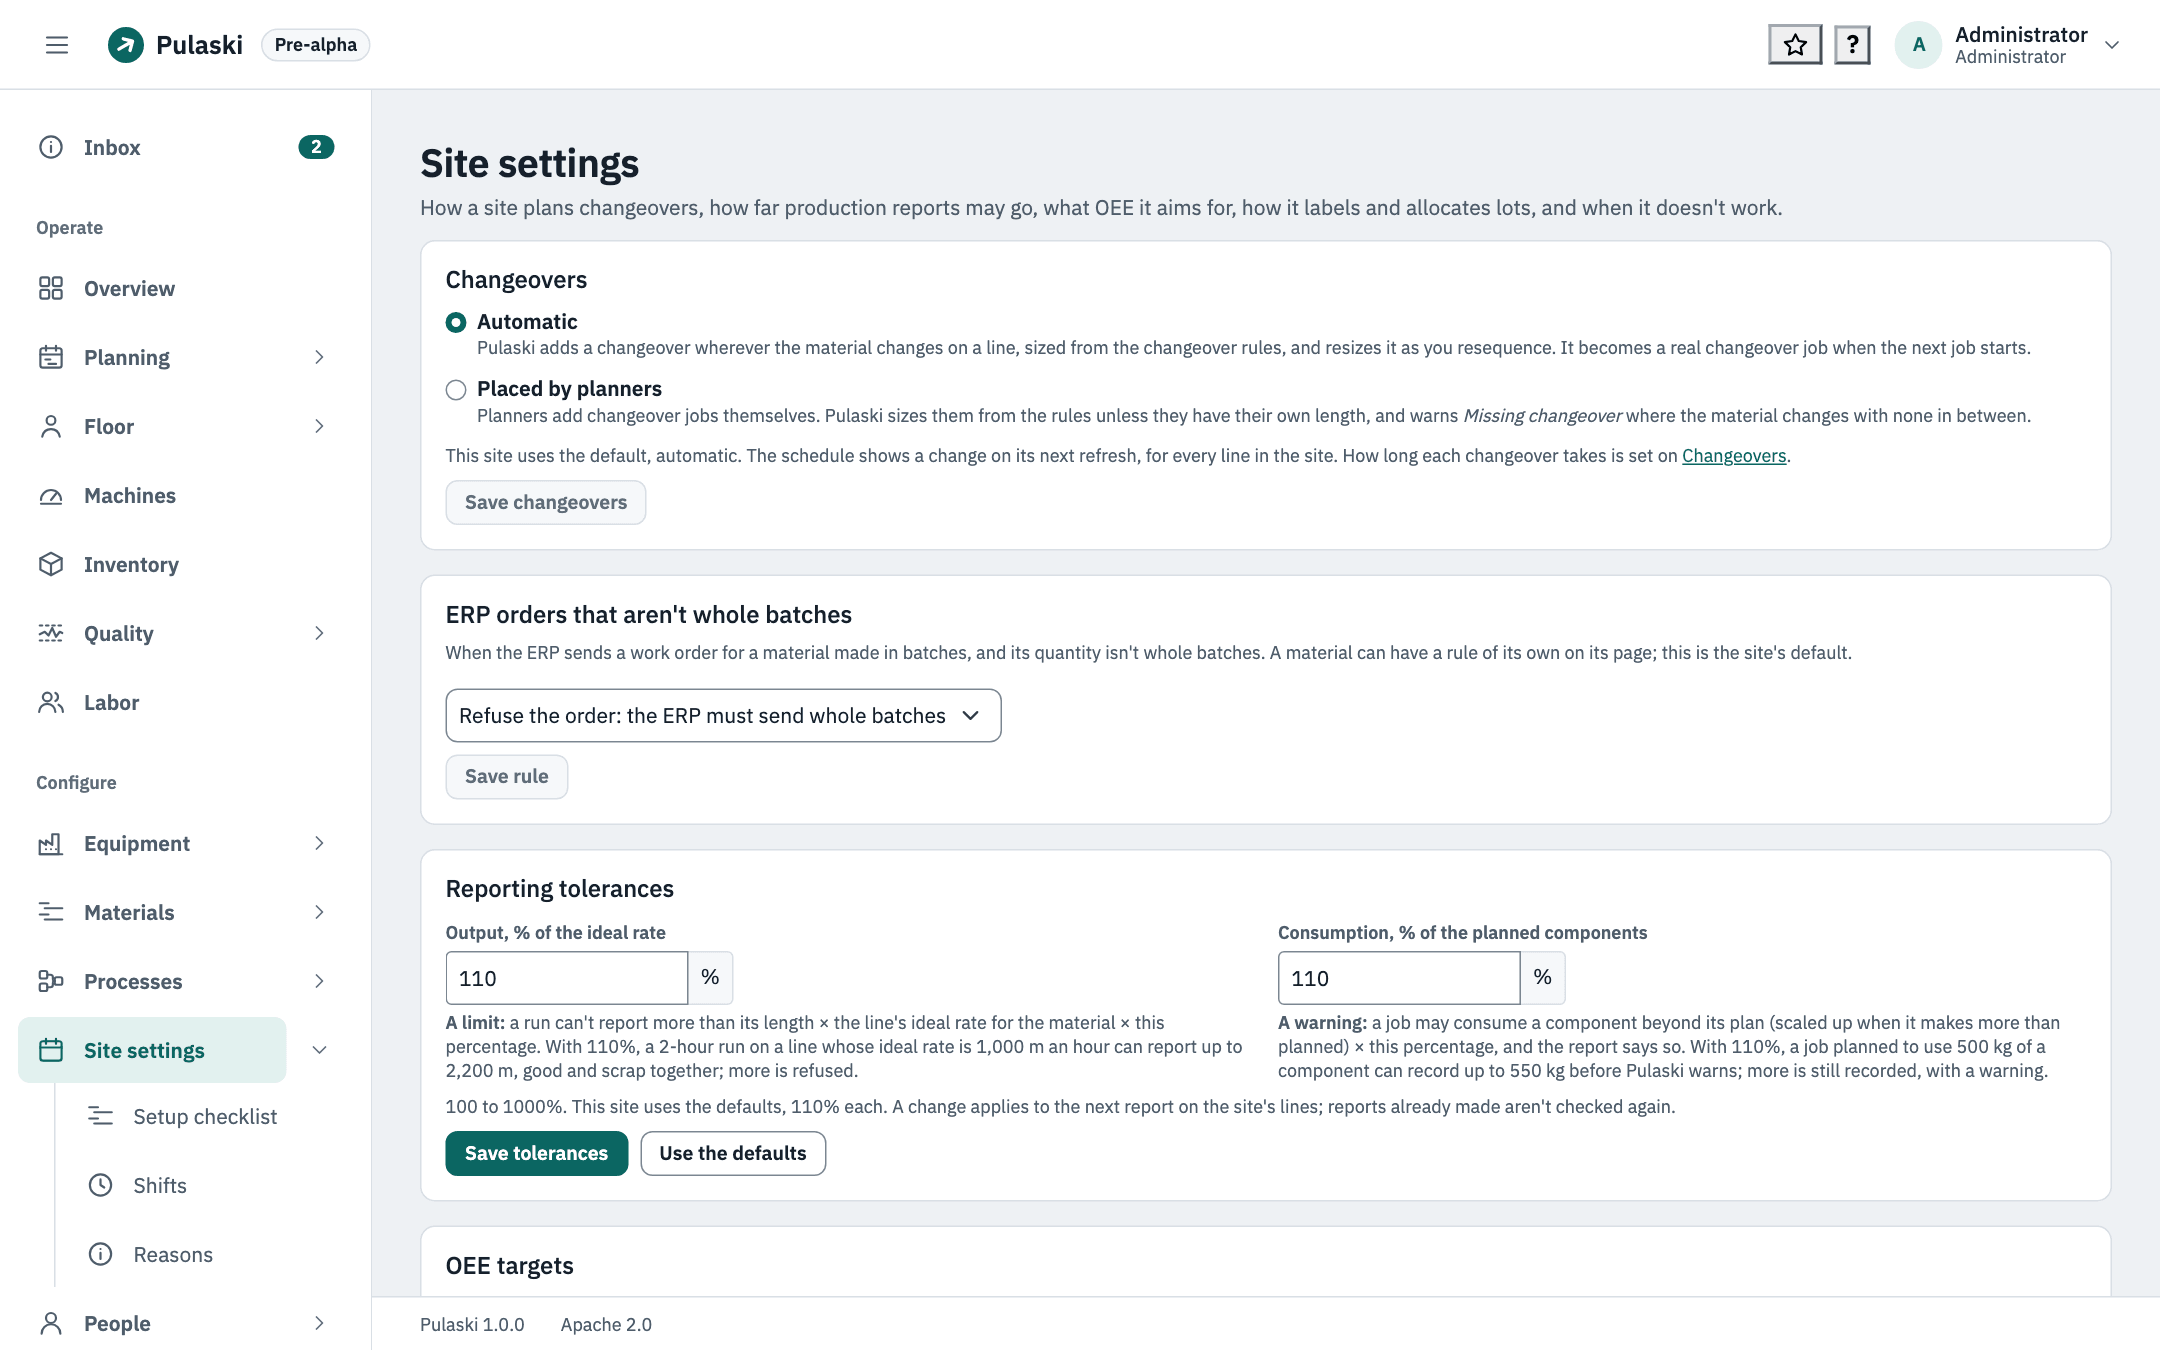 Pulaski
Pre-alpha
?
A
Administrator
Administrator
Inbox
2
Operate
Overview
Planning
Floor
Machines
Inventory
Quality
Labor
Configure
Equipment
Materials
Processes
Site settings
Setup checklist
Shifts
Reasons
People
Site settings
How a site plans changeovers, how far production reports may go, what OEE it aims for, how it labels and allocates lots, and when it doesn't work.
Changeovers
Automatic
Pulaski adds a changeover wherever the material changes on a line, sized from the changeover rules, and resizes it as you resequence. It becomes a real changeover job when the next job starts.
Placed by planners
Planners add changeover jobs themselves. Pulaski sizes them from the rules unless they have their own length, and warns Missing changeover where the material changes with none in between.
This site uses the default, automatic. The schedule shows a change on its next refresh, for every line in the site. How long each changeover takes is set on Changeovers.
Save changeovers
ERP orders that aren't whole batches
When the ERP sends a work order for a material made in batches, and its quantity isn't whole batches. A material can have a rule of its own on its page; this is the site's default.
Refuse the order: the ERP must send whole batches
Save rule
Reporting tolerances
Output, % of the ideal rate
110 %
A limit: a run can't report more than its length × the line's ideal rate for the material × this
percentage. With 110%, a 2-hour run on a line whose ideal rate is 1,000 m an hour can report up to
2,200 m, good and scrap together; more is refused.
Consumption, % of the planned components
110 %
A warning: a job may consume a component beyond its plan (scaled up when it makes more than
planned) × this percentage, and the report says so. With 110%, a job planned to use 500 kg of a
component can record up to 550 kg before Pulaski warns; more is still recorded, with a warning.
100 to 1000%. This site uses the defaults, 110% each. A change applies to the next report on the site's lines; reports already made aren't checked again.
Save tolerances
Use the defaults
OEE targets
Pulaski 1.0.0
Apache 2.0